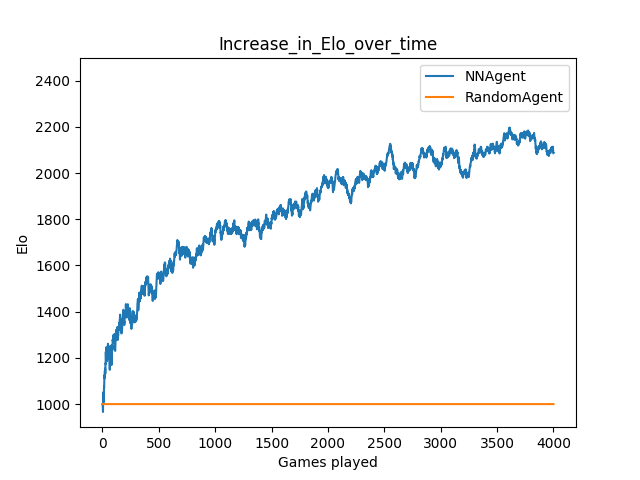 Increase_in_Elo_over_time
NNAgent
RandomAgent
2400
2200
2000
1800
1600
1400
1200
1000
Elo
0 500 1000 1500 2000 2500 3000 3500 4000
Games played